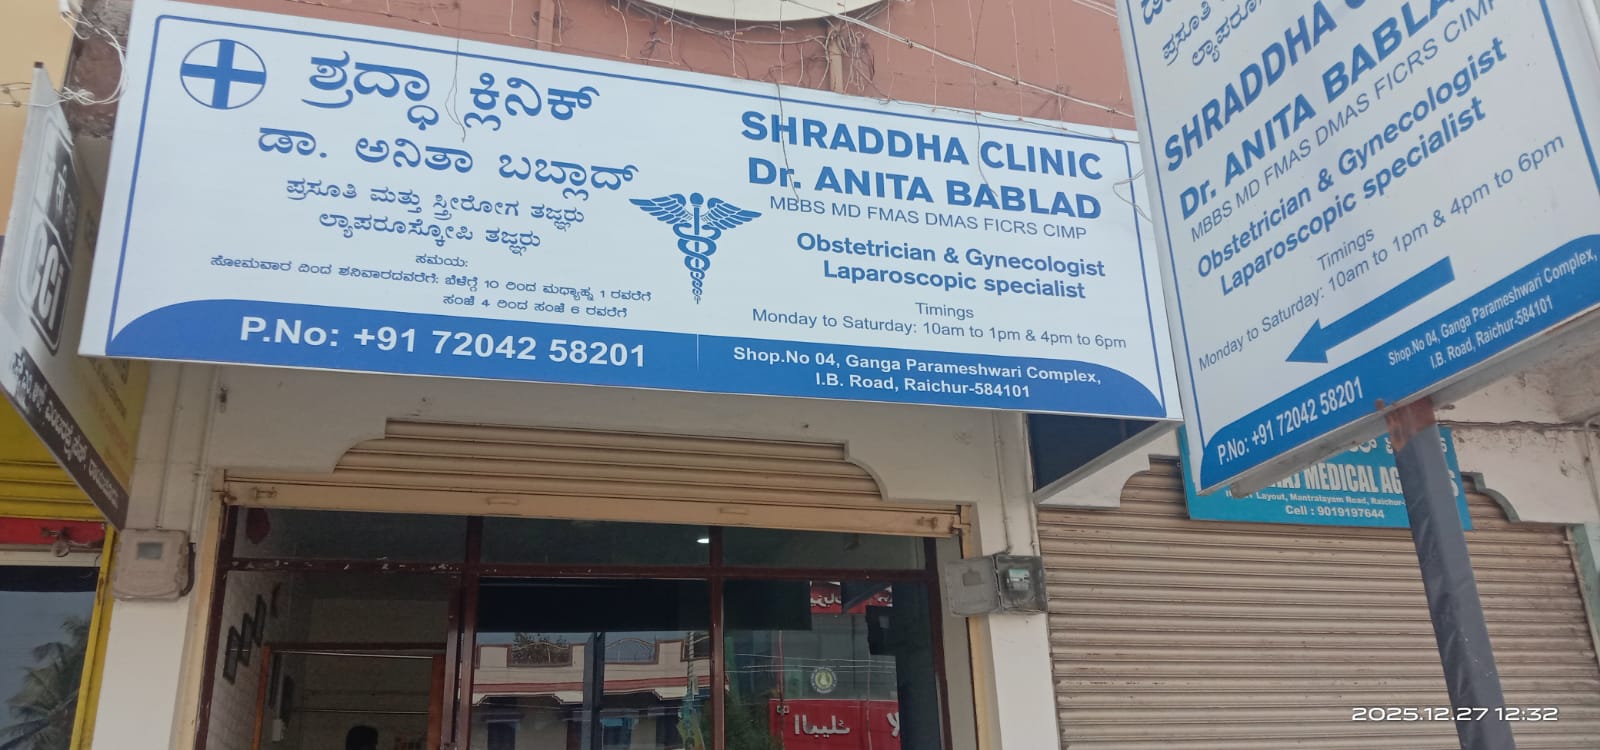 ಶ್ರದ್ಧಾ ಕ್ಲಿನಿಕ್
ಡಾ. ಅನಿತಾ ಬಬ್ಲಾದ್
ಪ್ರಸೂತಿ ಮತ್ತು ಸ್ತ್ರೀರೋಗ ತಜ್ಞರು
ಲ್ಯಾಪರೂಸ್ಕೋಪಿ ತಜ್ಞರು
ಸಮಯ:
ಸೋಮವಾರ ದಿಂದ ಶನಿವಾರದವರೆಗೆ: ಬೆಳಿಗ್ಗೆ 10 ರಿಂದ ಮಧ್ಯಾಹ್ನ 1 ರವರೆಗೆ
ಸಂಜೆ 4 ರಿಂದ ಸಂಜೆ 6 ರವರೆಗೆ
P.No: +91 72042 58201
SHRADDHA CLINIC
Dr. ANITA BABLAD
MBBS MD FMAS DMAS FICRS CIMP
Obstetrician & Gynecologist
Laparoscopic specialist
Timings
Monday to Saturday: 10am to 1pm & 4pm to 6pm
Shop.No 04, Ganga Parameshwari Complex,
I.B. Road, Raichur-584101
SHRADDHA
Dr. ANITA BABLA
MBBS MD FMAS DMAS FICRS CIMP
Obstetrician & Gynecologist
Laparoscopic specialist
Timings
Monday to Saturday: 10am to 1pm & 4pm to 6pm
P.No: +91 72042 58201
Shop.No 04, Ganga Parameshwari Complex,
I.B. Road, Raichur-584101
MEDICAL
Layout, Mantralayam Road, Raichur-
Cell : 9019197644
2025.12.27 12:32